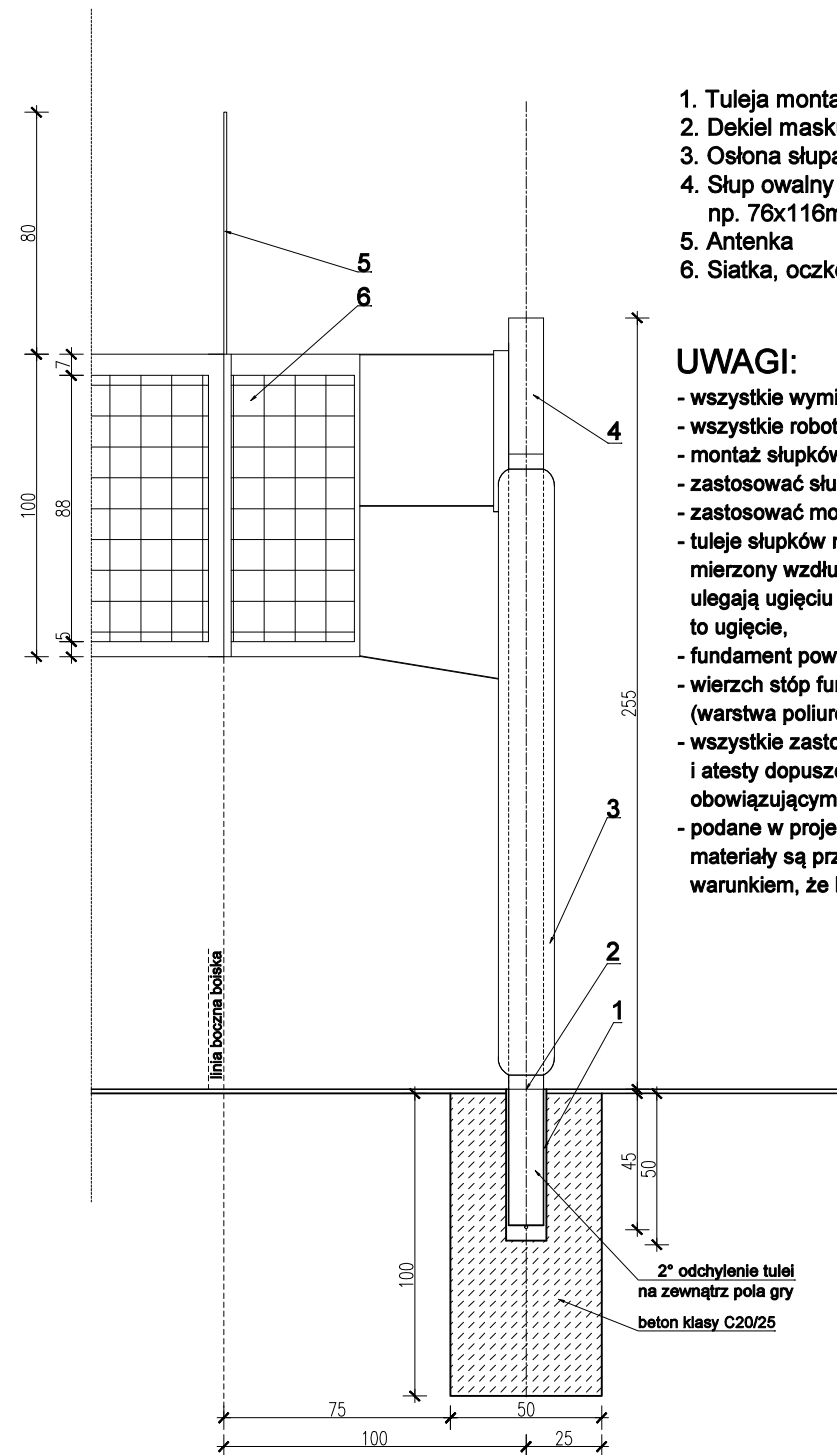 1. Tuleja monta
2. Dekiel mask
3. Osłona słupa
4. Słup owalny
np. 76x116m
5. Antenka
6. Siatka, oczk
UWAGI:
- wszystkie wymi
- wszystkie robot
- montaż słupków
- zastosować słu
- zastosować mo
- tuleje słupków
mierzony wzdłu
ulegają ugięciu
to ugięcie,
- fundament pow
- wierzch stóp fu
(warstwa poliur
- wszystkie zasto
i atesty dopuszc
obowiązującym
- podane w proje
materiały są prz
warunkiem, że
80
5
6
7
4
100
88
5
255
3
2
linia boczna boiska
1
45
50
100
2° odchylenie tulei
na zewnątrz pola gry
beton klasy C20/25
75
50
100
25